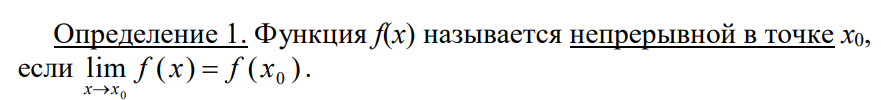 Определение 1. Функция f(x) называется непрерывной в точке x₀,
если lim f (x) = f (x₀ ).
x→x₀